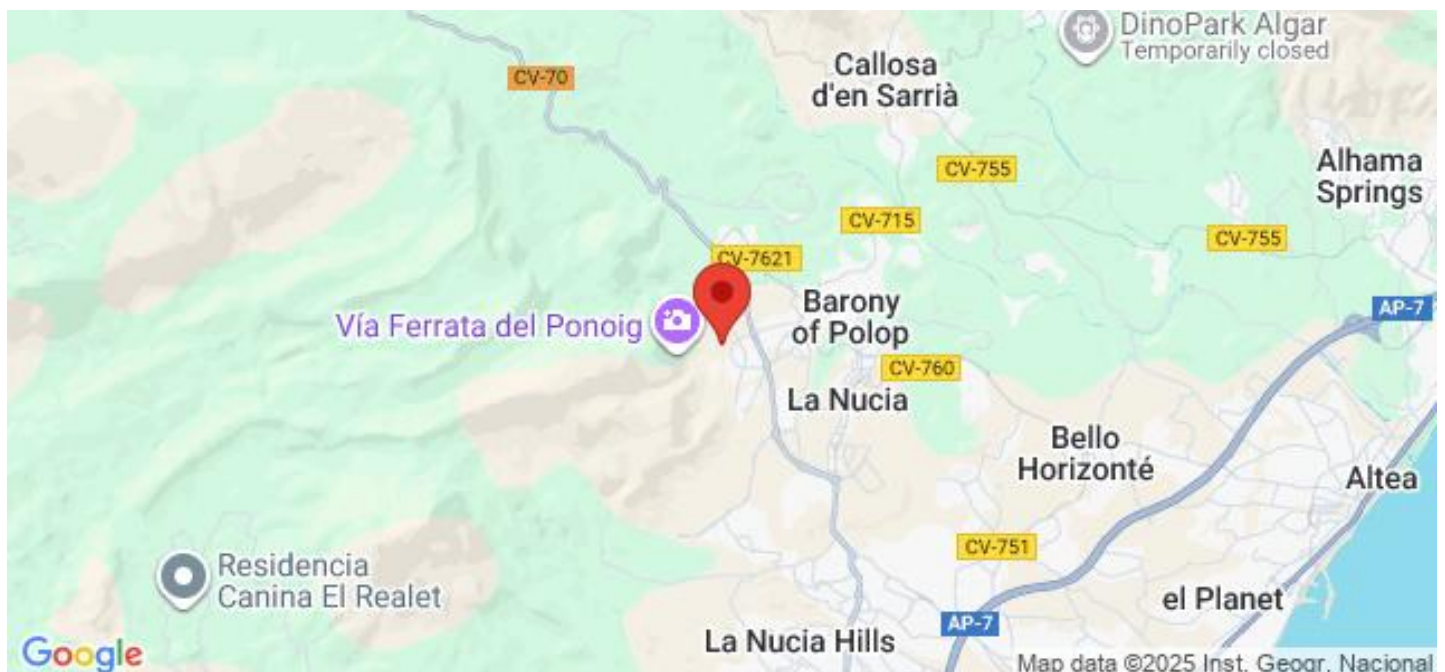 DinoPark Algar
Temporarily closed
CV-70
Callosa
d'en Sarrià
CV-755
Alhama
Springs
CV-715
CV-755
CV-7621
Barony
of Polop
AP-7
Vía Ferrata del Ponoig
CV-760
La Nucia
Bello
Horizonté
Altea
CV-751
Residencia
Canina El Realet
el Planet
AP-7
La Nucia Hills
Google
Map data ©2025 Inst. Geogr. Nacional